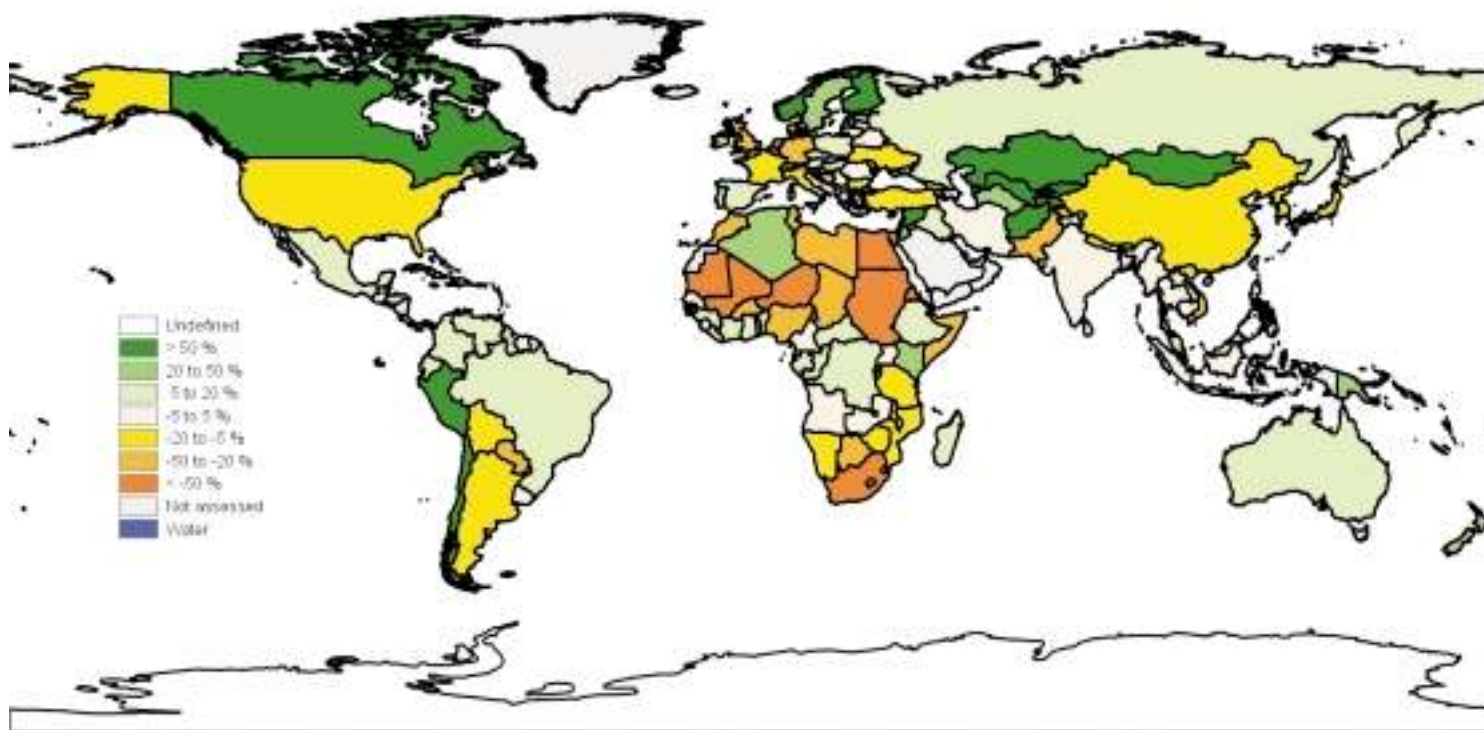 Undefined
> 50 %
20 to 50 %
5 to 20 %
-5 to 5 %
-20 to -5 %
-50 to -20 %
< -50 %
Not assessed
Water